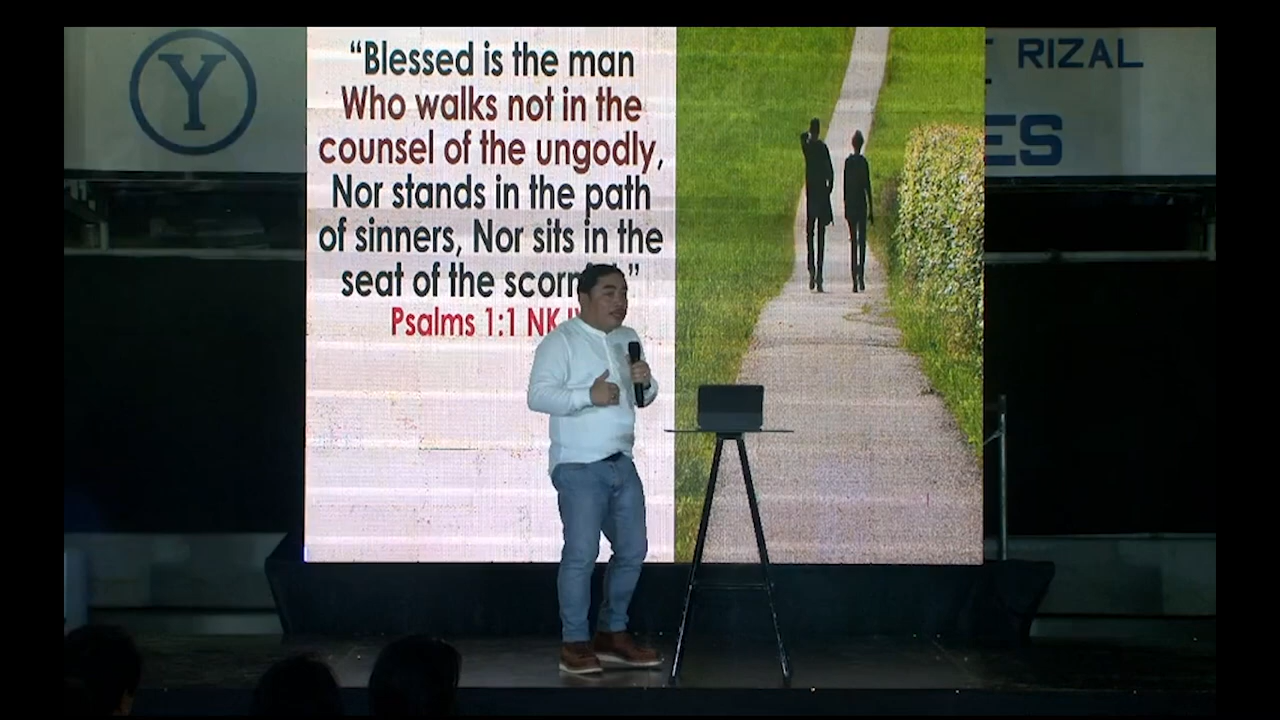 Y
RIZAL
ES
“Blessed is the man
Who walks not in the
counsel of the ungodly,
Nor stands in the path
of sinners, Nor sits in the
seat of the
Psalms 1:1